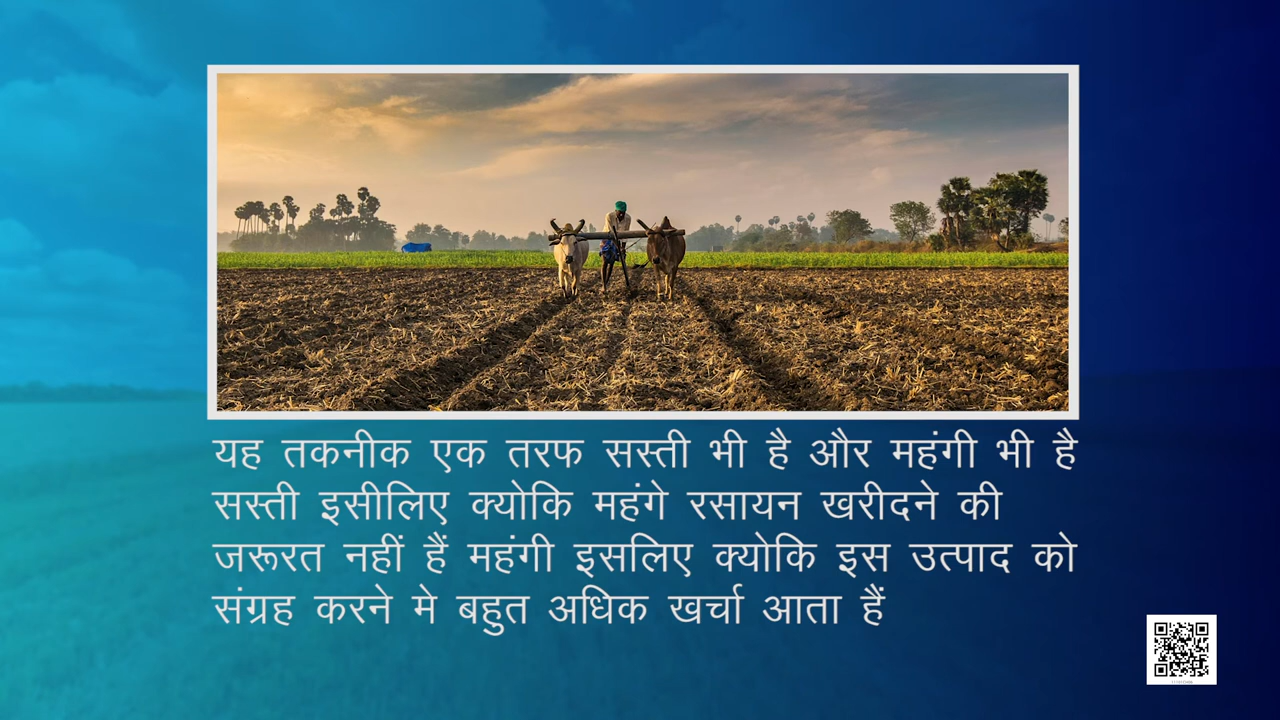 यह तकनीक एक तरफ सस्ती भी है और महंगी भी है
सस्ती इसीलिए क्योकि महंगे रसायन खरीदने की
जरूरत नहीं हैं महंगी इसलिए क्योकि इस उत्पाद को
संग्रह करने मे बहुत अधिक खर्चा आता हैं